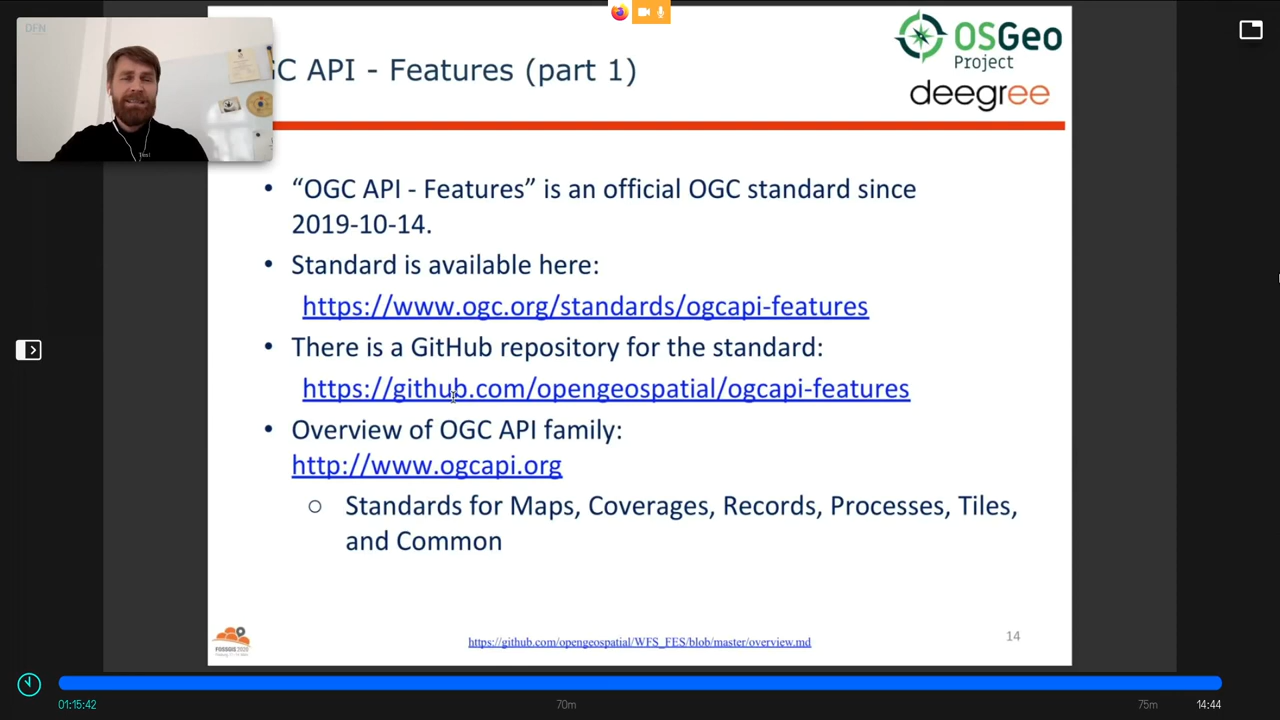 DFN
C API - Features (part 1)
OSGeo
Project
deegree
• “OGC API - Features” is an official OGC standard since
2019-10-14.
• Standard is available here:
https://www.ogc.org/standards/ogcapi-features
• There is a GitHub repository for the standard:
https://github.com/opengeospatial/ogcapi-features
• Overview of OGC API family:
http://www.ogcapi.org
○ Standards for Maps, Coverages, Records, Processes, Tiles,
and Common
FOSSGIS 2020
https://github.com/opengeospatial/WFS_FES/blob/master/overview.md
14
01:15:42
70m
75m
14:44